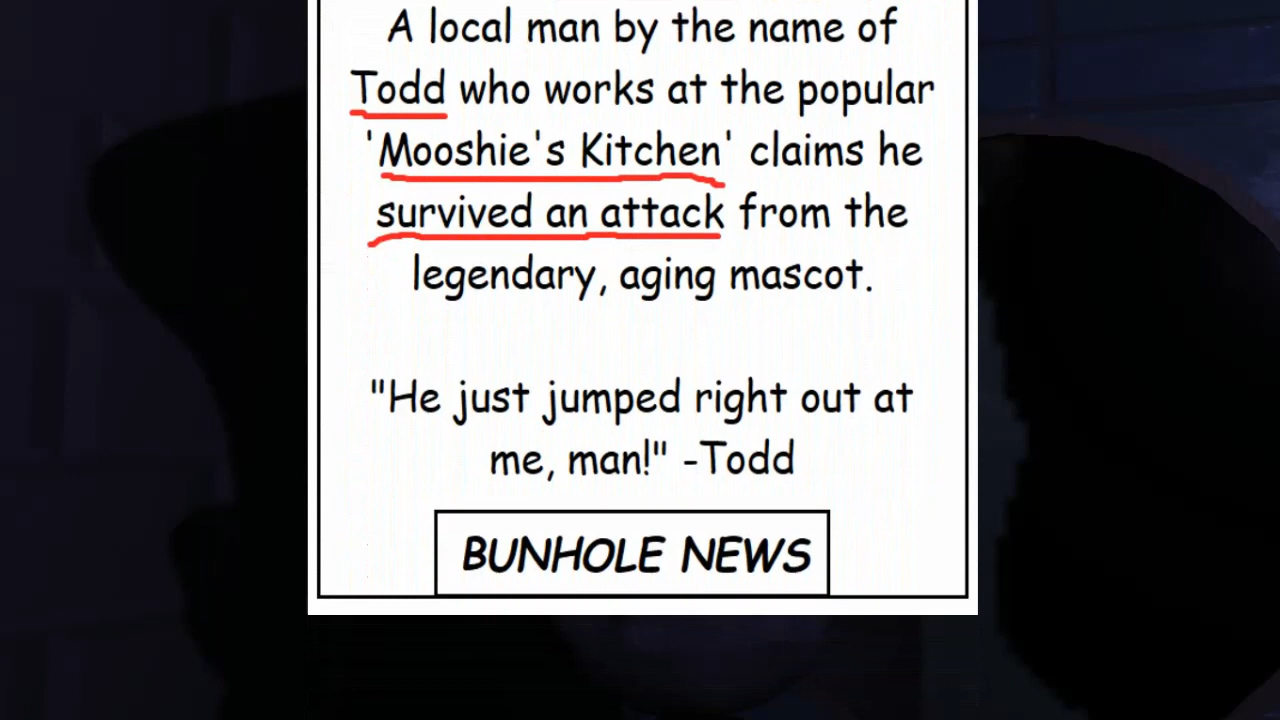 A local man by the name of
Todd who works at the popular
'Mooshie's Kitchen' claims he
survived an attack from the
legendary, aging mascot.
"He just jumped right out at
me, man!" -Todd
BUNHOLE NEWS